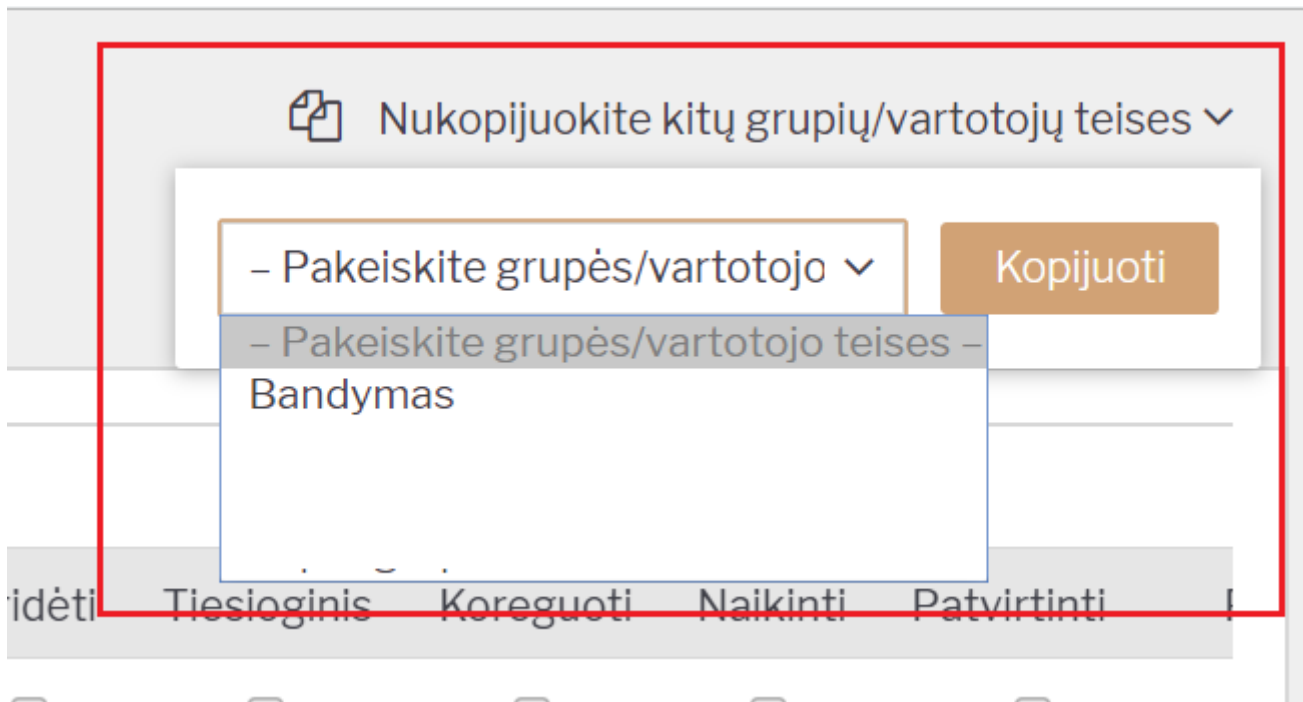 Nukopijuokite kitų grupių/vartotojų teises
– Pakeiskite grupės/vartotojo
Kopijuoti
– Pakeiskite grupės/vartotojo teises –
Bandymas
Tiesioginis Koreguoti Naikinti Patvirtinti